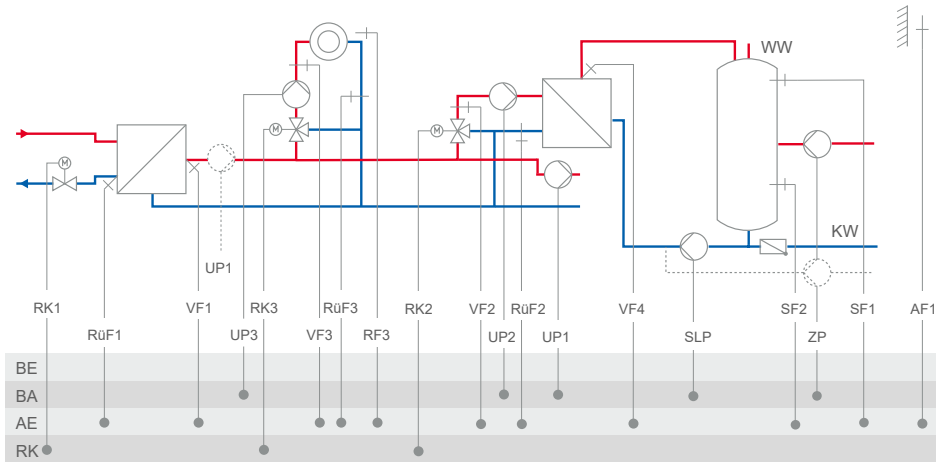 WW
M
M
M
KW
UP1
RK1
VF1
RK3
RüF3
RK2
VF2
RüF2
VF4
SF2
SF1
AF1
RüF1
UP3
VF3
RF3
UP2
UP1
SLP
ZP
BE
BA
AE
RK